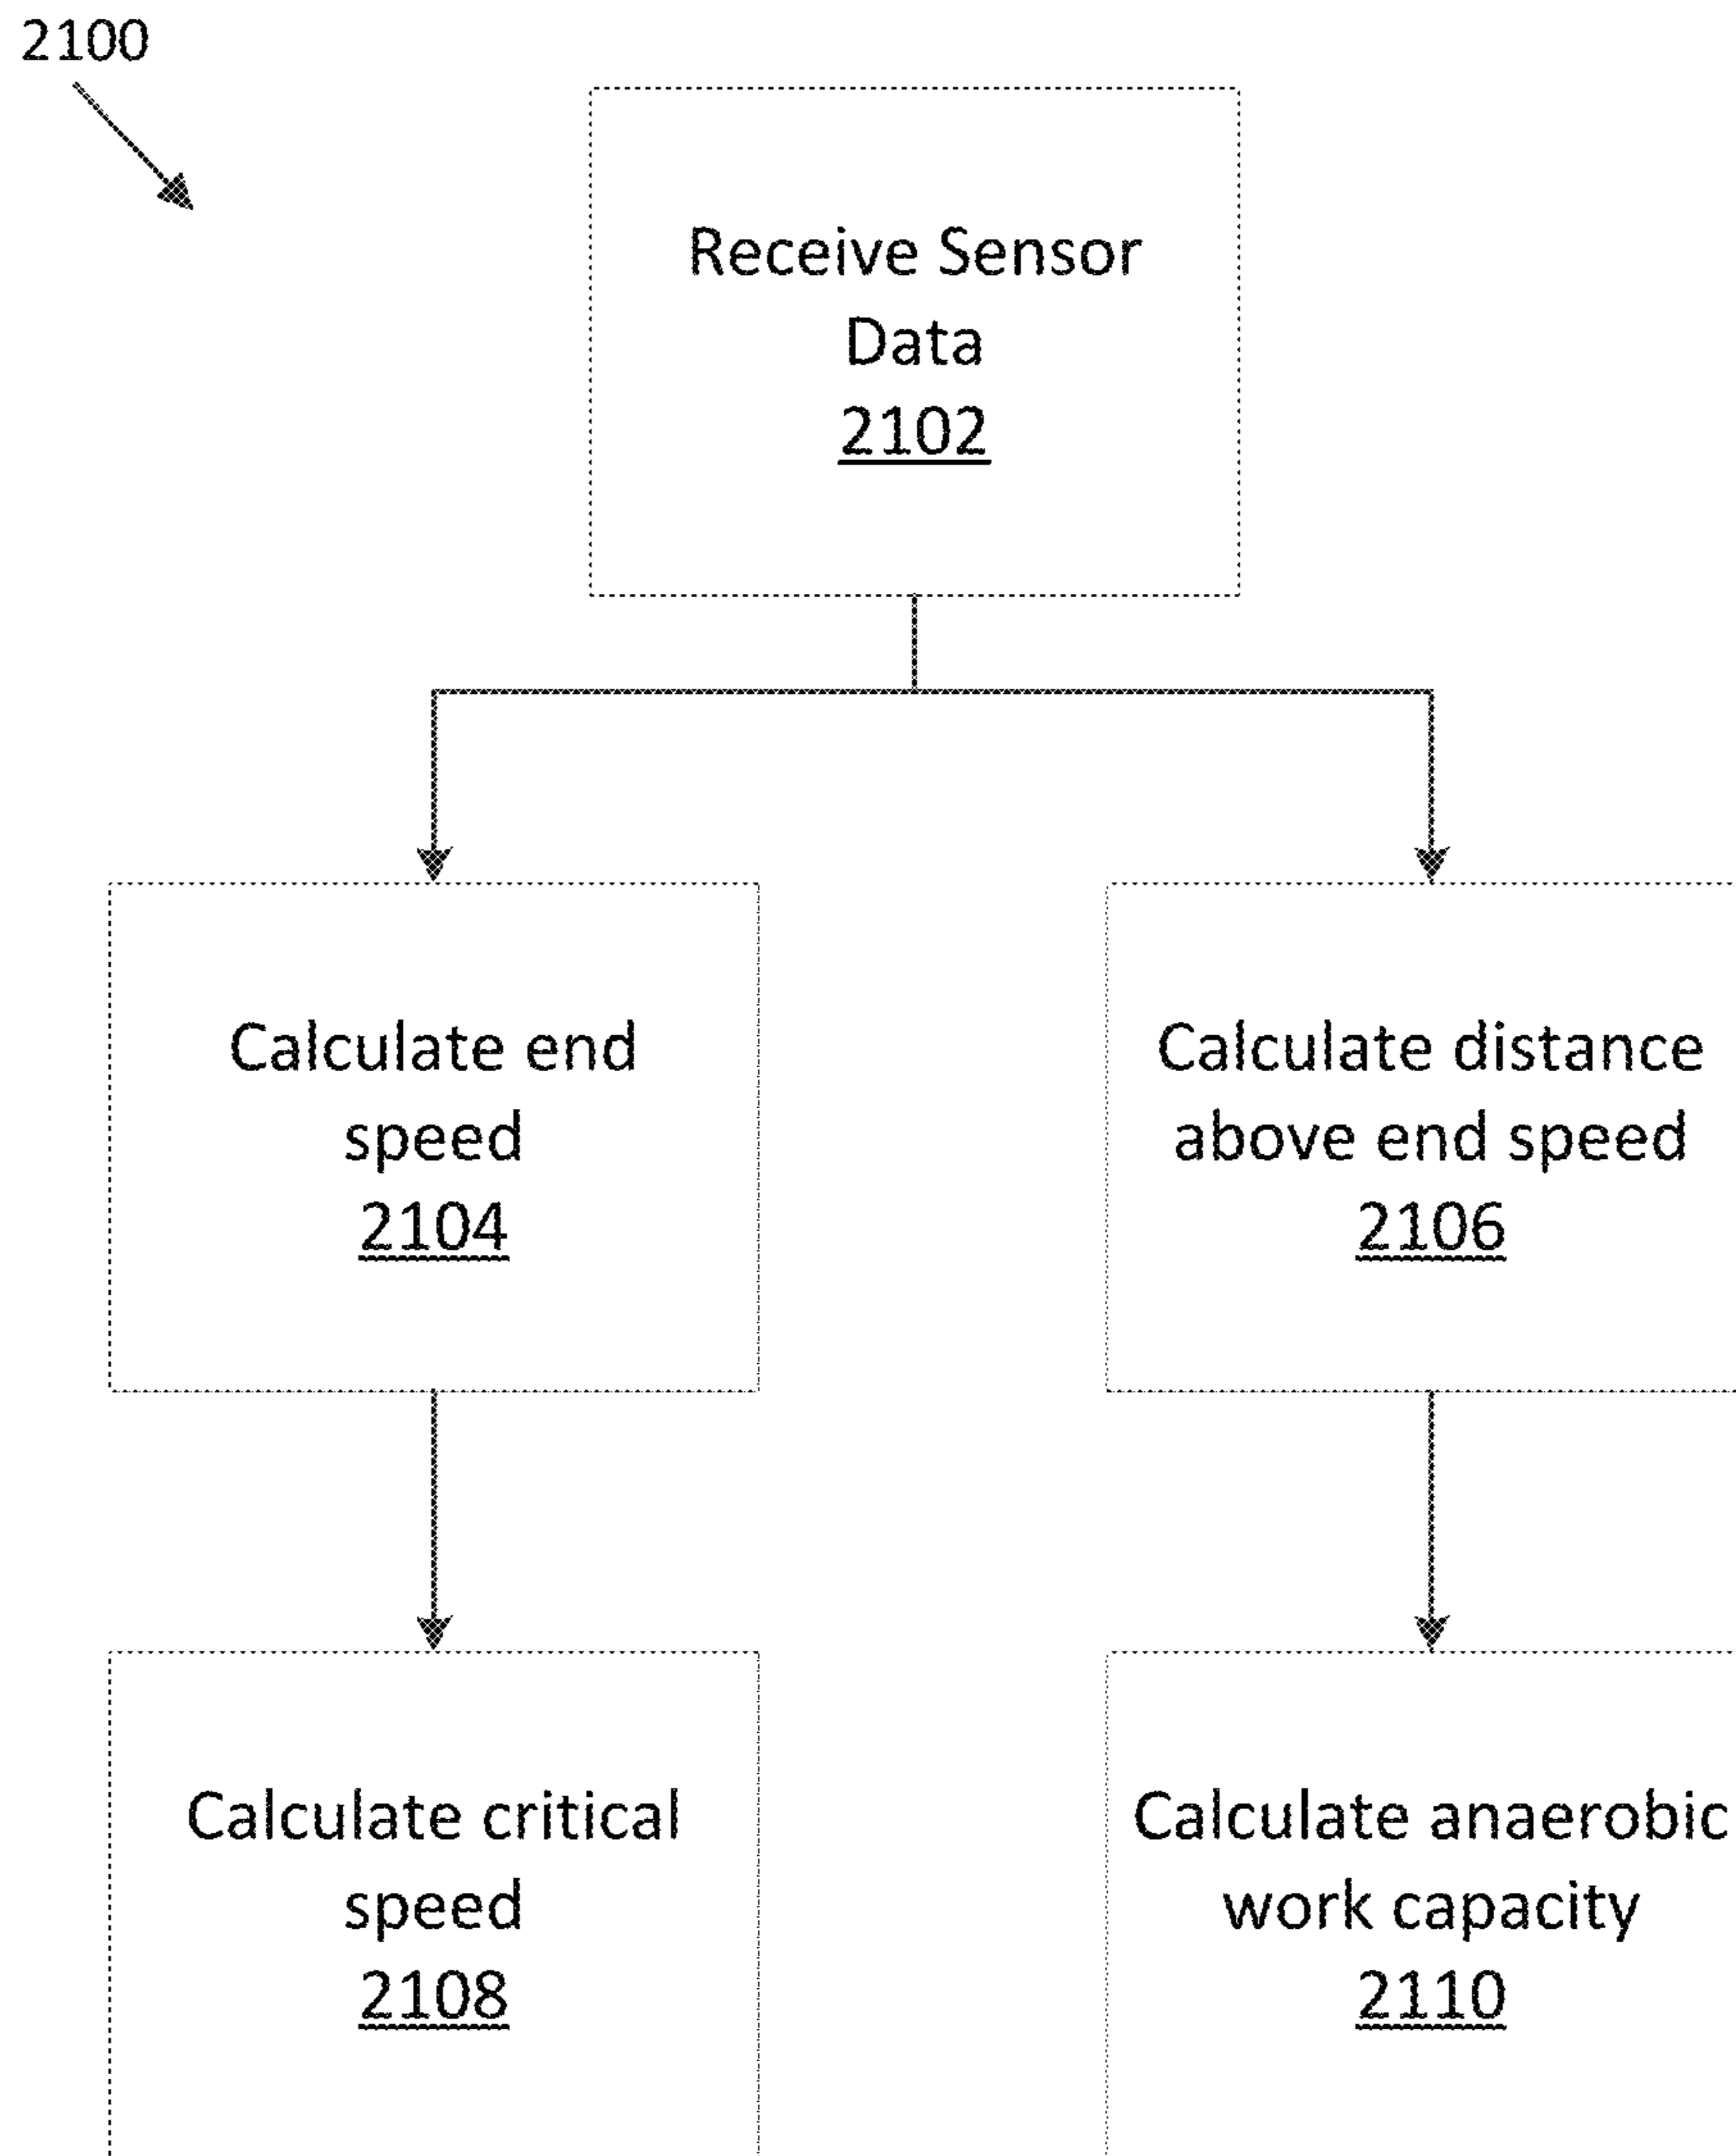 2100
Receive Sensor
Data
2102
Calculate end
speed
2104
Calculate distance
above end speed
2106
Calculate critical
speed
2108
Calculate anaerobic
work capacity
2110